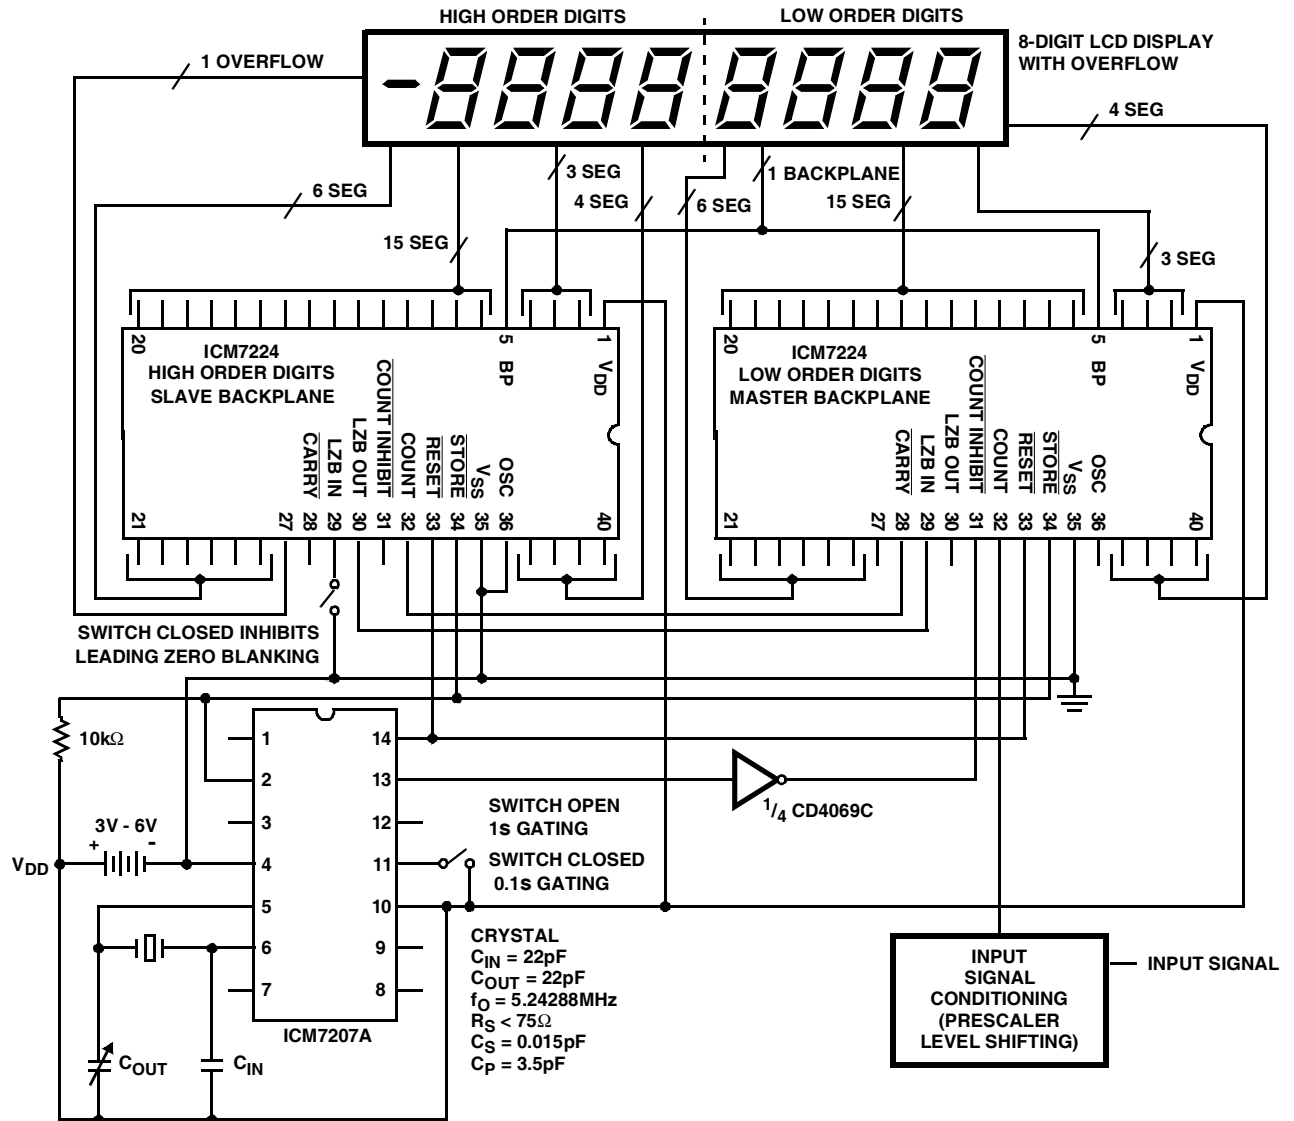 HIGH ORDER DIGITS
LOW ORDER DIGITS
1 OVERFLOW
8-DIGIT LCD DISPLAY
WITH OVERFLOW
4 SEG
6 SEG
3 SEG
4 SEG
15 SEG
1 BACKPLANE
6 SEG
15 SEG
3 SEG
20
5
1
ICM7224
HIGH ORDER DIGITS
SLAVE BACKPLANE
BP
VDD
CARRY
LZB IN
LZB OUT
COUNT INHIBIT
COUNT
RESET
STORE
VSS
OSC
21
27
28
29
30
31
32
33
34
35
36
40
20
5
1
ICM7224
LOW ORDER DIGITS
MASTER BACKPLANE
BP
VDD
CARRY
LZB IN
LZB OUT
COUNT INHIBIT
COUNT
RESET
STORE
VSS
OSC
21
27
28
29
30
31
32
33
34
35
36
40
SWITCH CLOSED INHIBITS
LEADING ZERO BLANKING
10kΩ
3V - 6V
+ -
VDD
1
2
3
4
5
6
7
14
13
12
11
10
9
8
ICM7207A
COUT
CIN
1/4 CD4069C
SWITCH OPEN
1s GATING
SWITCH CLOSED
0.1s GATING
CRYSTAL
CIN = 22pF
COUT = 22pF
fO = 5.24288MHz
RS < 75Ω
CS = 0.015pF
CP = 3.5pF
INPUT
SIGNAL
CONDITIONING
(PRESCALER
LEVEL SHIFTING)
INPUT SIGNAL